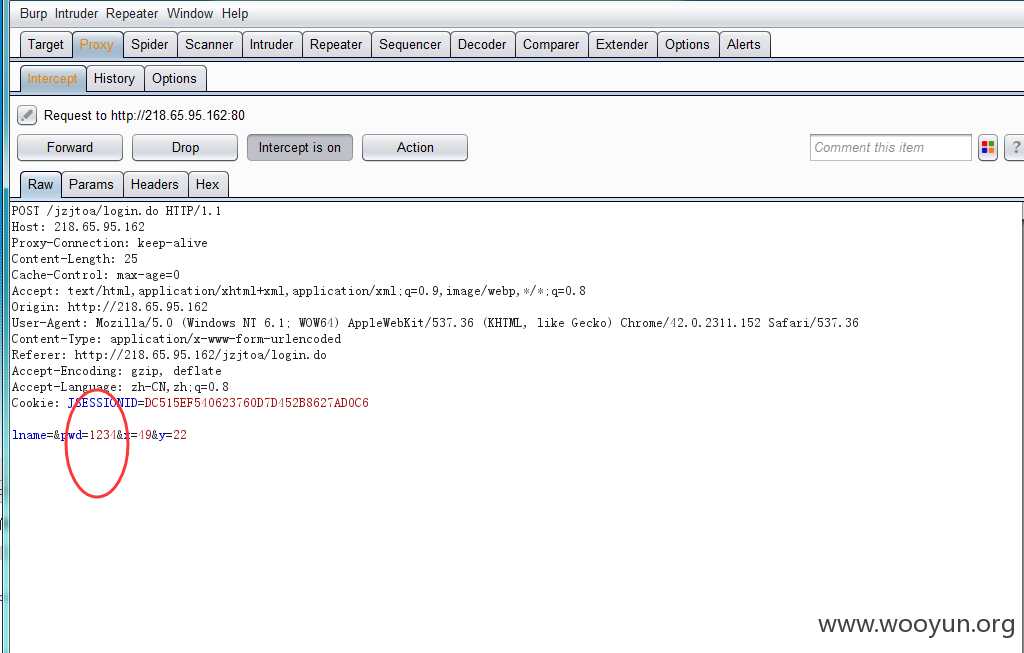 Burp Intruder Repeater Window Help
Target Proxy Spider Scanner Intruder Repeater Sequencer Decoder Comparer Extender Options Alerts
Intercept History Options
Request to http://218.65.95.162:80
Forward Drop Intercept is on Action Comment this item ?
Raw Params Headers Hex
POST /jzjtoa/login.do HTTP/1.1
Host: 218.65.95.162
Proxy-Connection: keep-alive
Content-Length: 25
Cache-Control: max-age=0
Accept: text/html,application/xhtml+xml,application/xml;q=0.9,image/webp,*/*;q=0.8
Origin: http://218.65.95.162
User-Agent: Mozilla/5.0 (Windows NT 6.1; WOW64) AppleWebKit/537.36 (KHTML, like Gecko) Chrome/42.0.2311.152 Safari/537.36
Content-Type: application/x-www-form-urlencoded
Referer: http://218.65.95.162/jzjtoa/login.do
Accept-Encoding: gzip, deflate
Accept-Language: zh-CN,zh;q=0.8
Cookie: JSESSIONID=DC515EF540623760D7D452B8627AD0C6
lname=&pwd=1234&x=49&y=22
www.wooyun.org